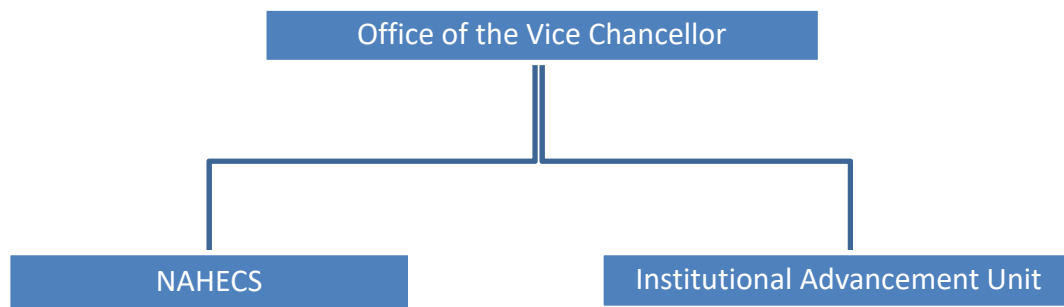 Office of the Vice Chancellor
NAHECS
Institutional Advancement Unit